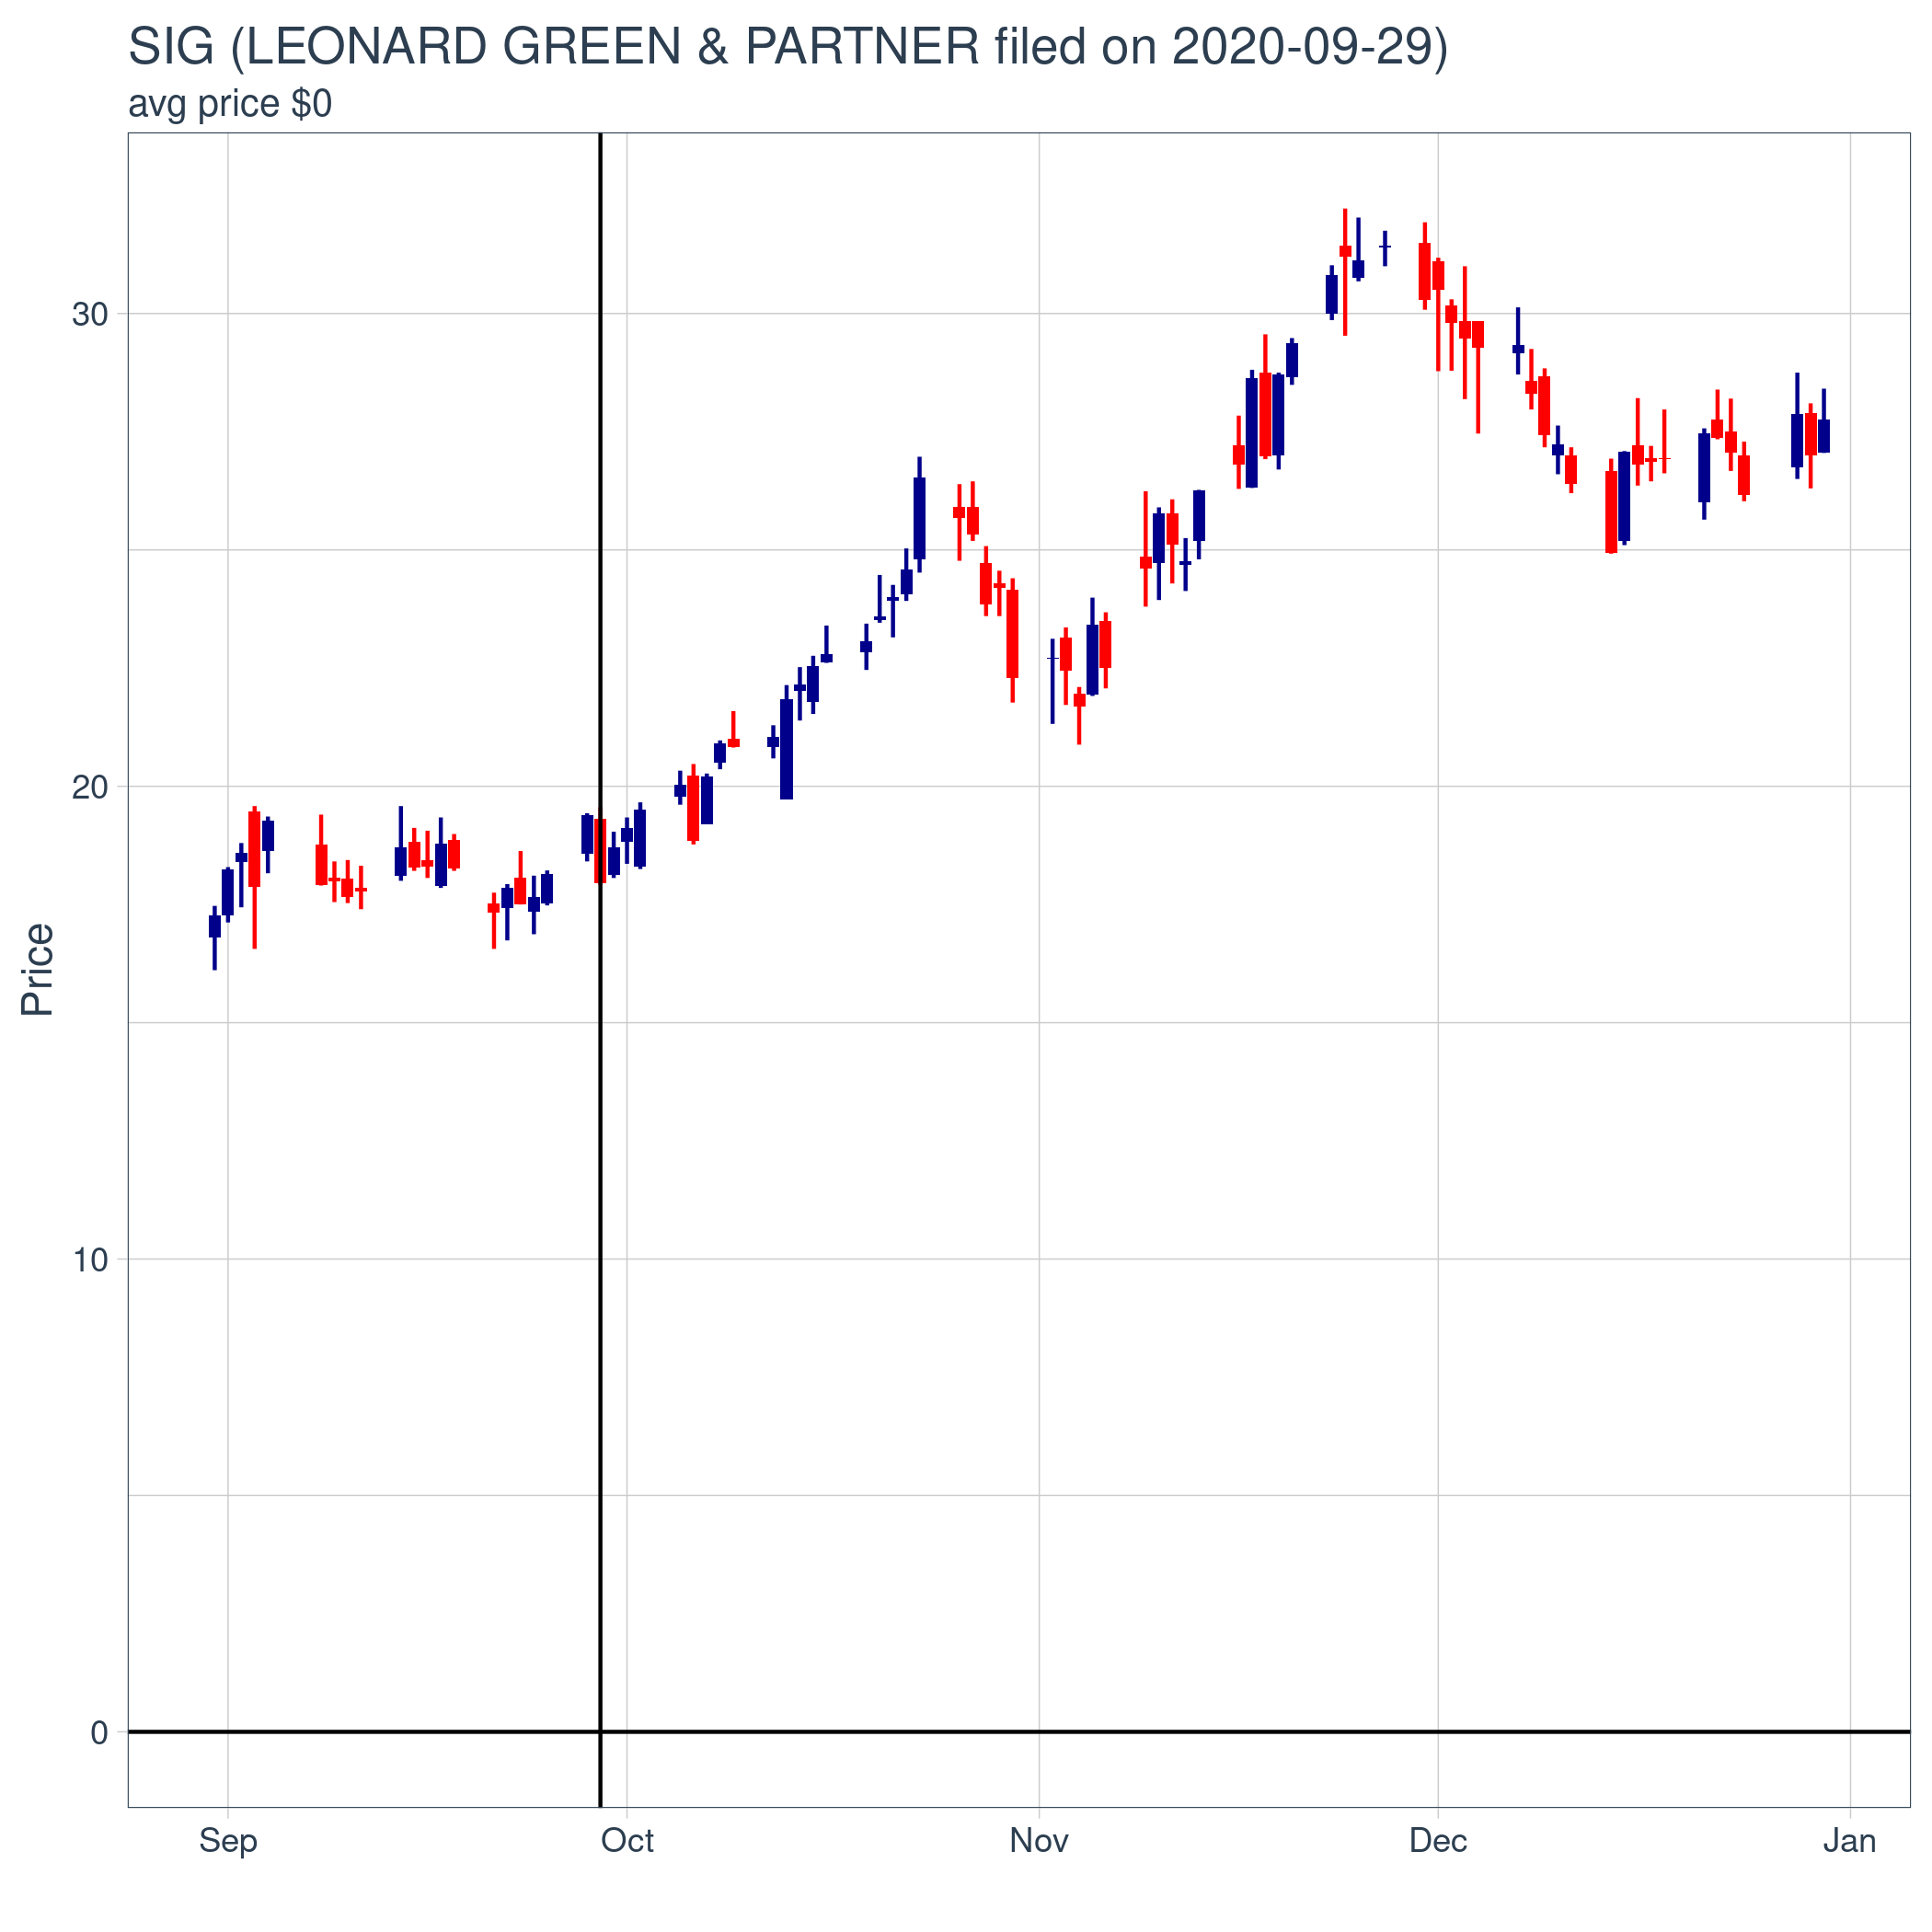 SIG (LEONARD GREEN & PARTNER filed on 2020-09-29)
avg price $0
30
20
10
0
Price
Sep Oct Nov Dec Jan